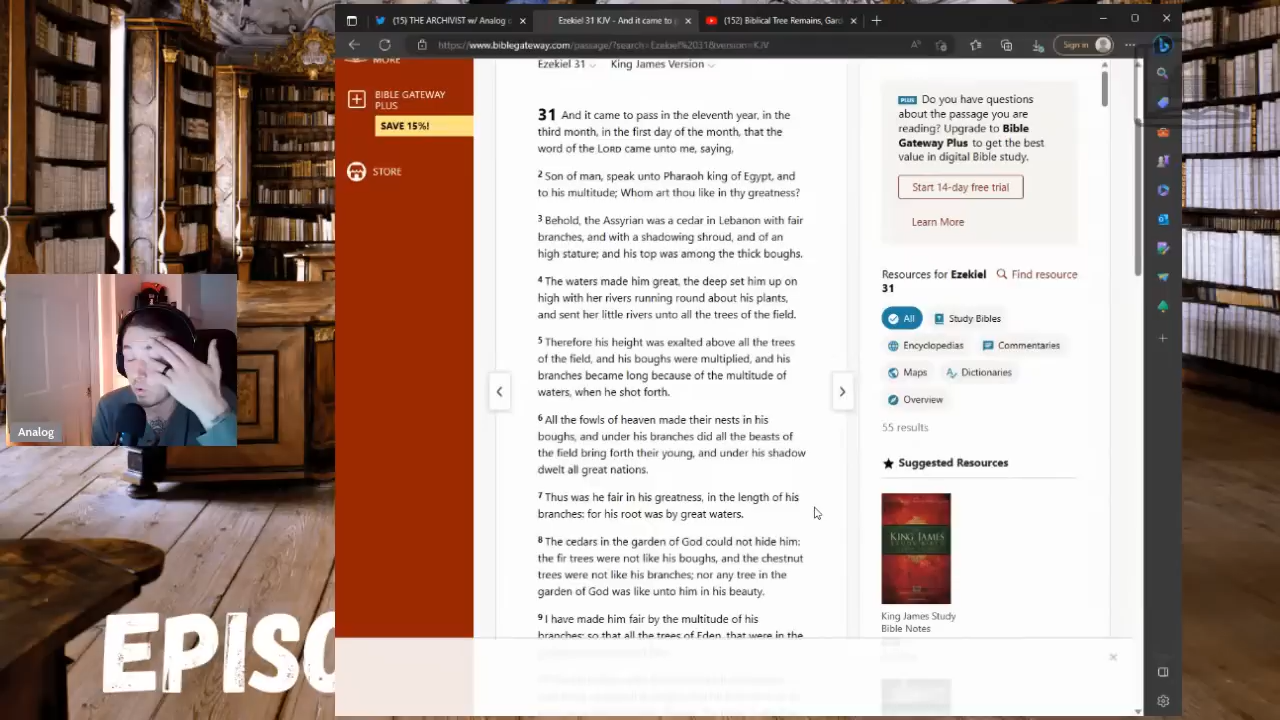 (15) THE ARCHIVIST w/ Analog
Ezekiel 31 KJV - And it came to
(152) Biblical Tree Remains, Gar
https://www.biblegateway.com/passage/?search=Ezekiel%2031&version=KJV
Sign in
MORE
BIBLE GATEWAY
PLUS
SAVE 15%!
STORE
Ezekiel 31
King James Version
31 And it came to pass in the eleventh year, in the
third month, in the first day of the month, that the
word of the LORD came unto me, saying,
2 Son of man, speak unto Pharaoh king of Egypt, and
to his multitude; Whom art thou like in thy greatness?
3 Behold, the Assyrian was a cedar in Lebanon with fair
branches, and with a shadowing shroud, and of an
high stature; and his top was among the thick boughs.
4 The waters made him great, the deep set him up on
high with her rivers running round about his plants,
and sent her little rivers unto all the trees of the field.
5 Therefore his height was exalted above all the trees
of the field, and his boughs were multiplied, and his
branches became long because of the multitude of
waters, when he shot forth.
6 All the fowls of heaven made their nests in his
boughs, and under his branches did all the beasts of
the field bring forth their young, and under his shadow
dwelt all great nations.
7 Thus was he fair in his greatness, in the length of his
branches: for his root was by great waters.
8 The cedars in the garden of God could not hide him:
the fir trees were not like his boughs, and the chestnut
trees were not like his branches; nor any tree in the
garden of God was like unto him in his beauty.
9 I have made him fair by the multitude of his
branches: so that all the trees of Eden, that were in the
PLUS Do you have questions
about the passage you are
reading? Upgrade to Bible
Gateway Plus to get the best
value in digital Bible study.
Start 14-day free trial
Learn More
Resources for Ezekiel
31
Find resource
All
Study Bibles
Encyclopedias
Commentaries
Maps
Dictionaries
Overview
55 results
Suggested Resources
KING JAMES
STUDY BIBLE
King James Study
Bible Notes
Analog
EPISO